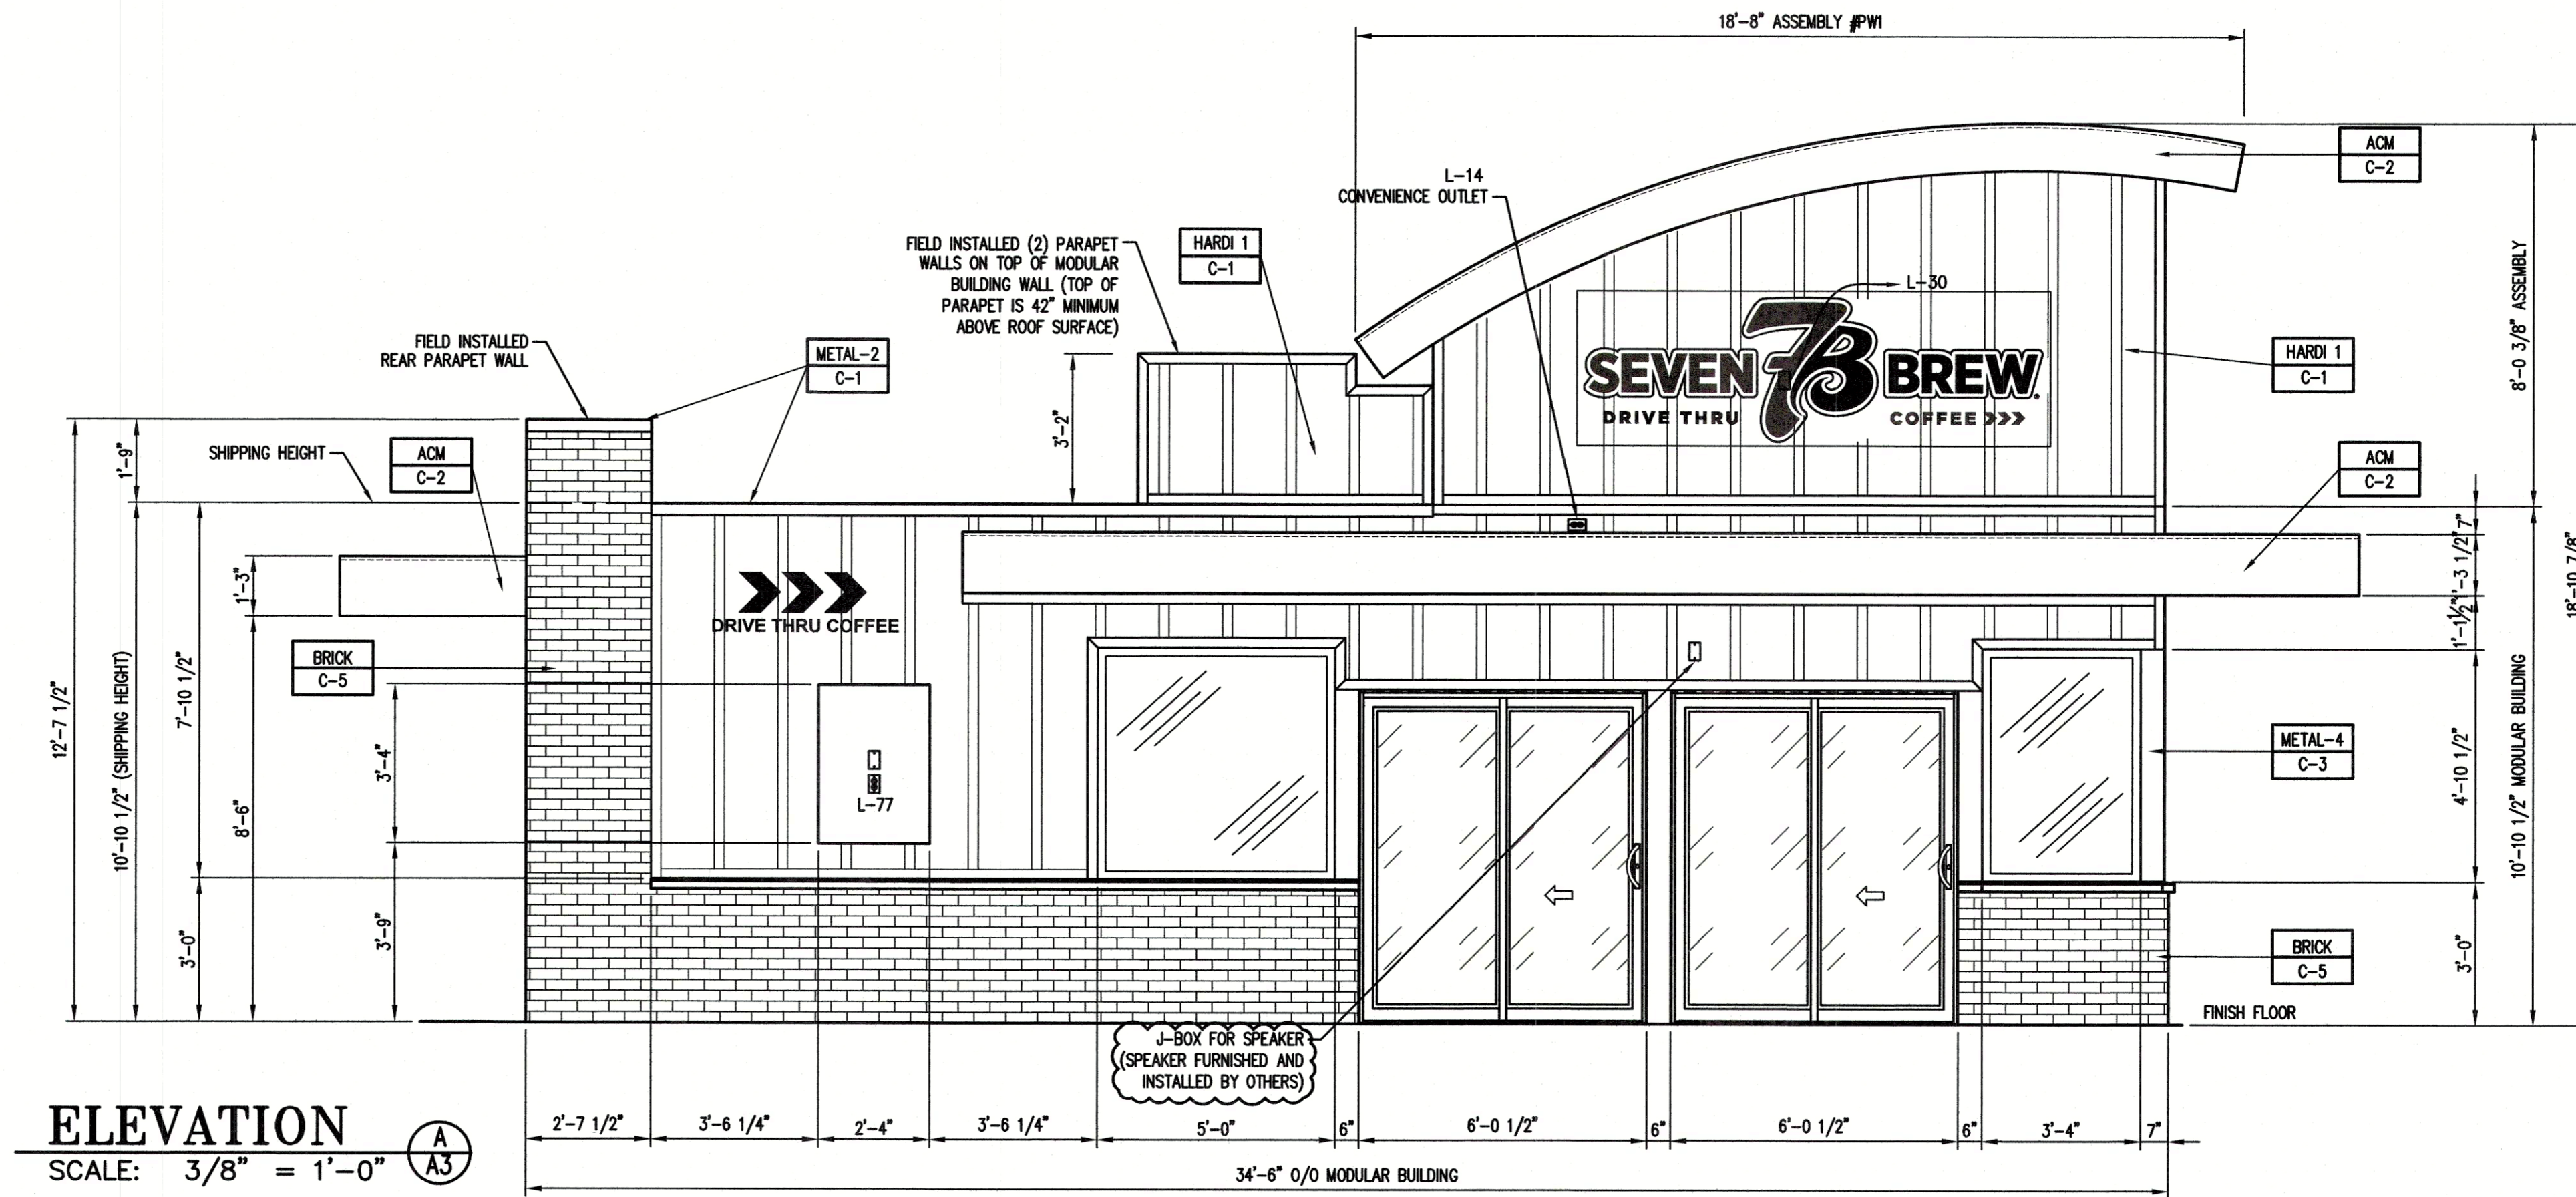 18'-8" ASSEMBLY #PW1
ACM
C-2
L-14
CONVENIENCE OUTLET
FIELD INSTALLED (2) PARAPET
WALLS ON TOP OF MODULAR
BUILDING WALL (TOP OF
PARAPET IS 42" MINIMUM
ABOVE ROOF SURFACE)
HARDI 1
C-1
8'-0 3/8" ASSEMBLY
L-30
FIELD INSTALLED
REAR PARAPET WALL
METAL-2
C-1
HARDI 1
C-1
SEVEN 7B BREW
DRIVE THRU
COFFEE >>>
3'-2"
SHIPPING HEIGHT
1'-9"
ACM
C-2
ACM
C-2
7"
1'-3 1/2"
1'-1 1/2"
18'-10 7/8"
1'-3"
DRIVE THRU COFFEE
BRICK
C-5
12'-7 1/2"
10'-10 1/2" (SHIPPING HEIGHT)
7'-10 1/2"
8'-6"
3'-4"
L-77
4'-10 1/2"
10'-10 1/2" MODULAR BUILDING
METAL-4
C-3
3'-0"
3'-9"
3'-0"
BRICK
C-5
FINISH FLOOR
J-BOX FOR SPEAKER
(SPEAKER FURNISHED AND
INSTALLED BY OTHERS)
ELEVATION
A
A3
SCALE: 3/8" = 1'-0"
2'-7 1/2"
3'-6 1/4"
2'-4"
3'-6 1/4"
5'-0"
6"
6'-0 1/2"
6"
6'-0 1/2"
6"
3'-4"
7"
34'-6" O/O MODULAR BUILDING